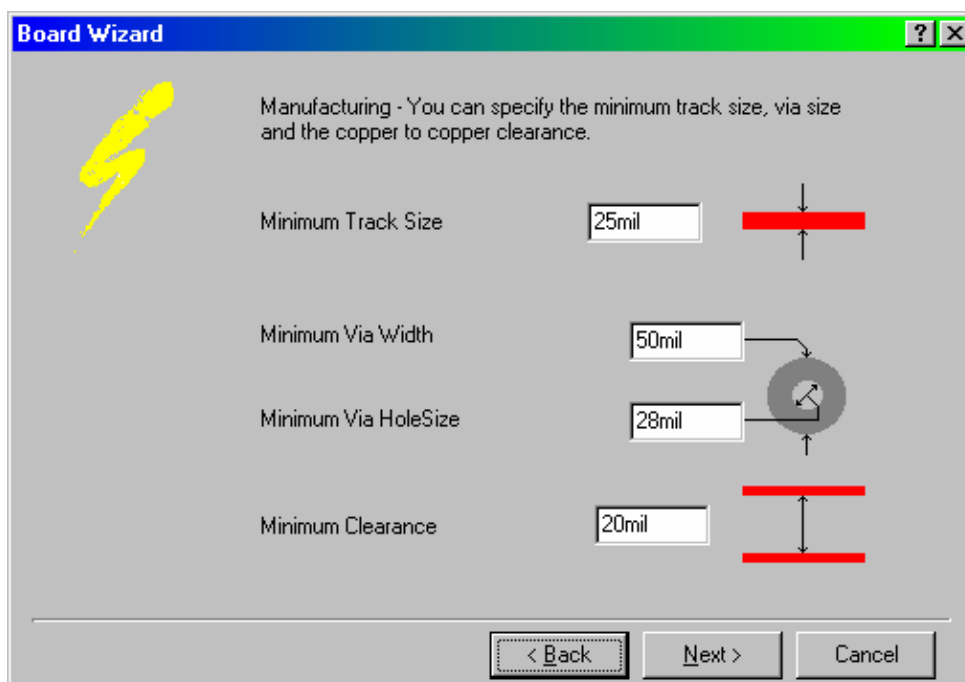 Board Wizard
Manufacturing - You can specify the minimum track size, via size
and the copper to copper clearance.
Minimum Track Size 25mil
Minimum Via Width 50mil
Minimum Via HoleSize 28mil
Minimum Clearance 20mil
< Back Next > Cancel